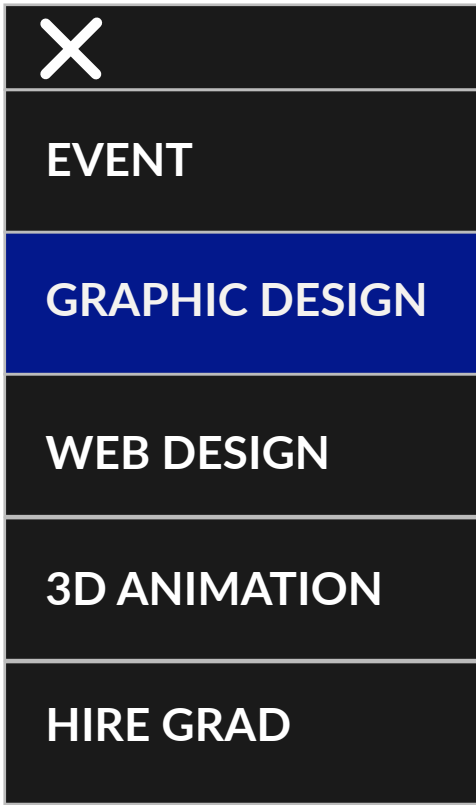 EVENT
GRAPHIC DESIGN
WEB DESIGN
3D ANIMATION
HIRE GRAD